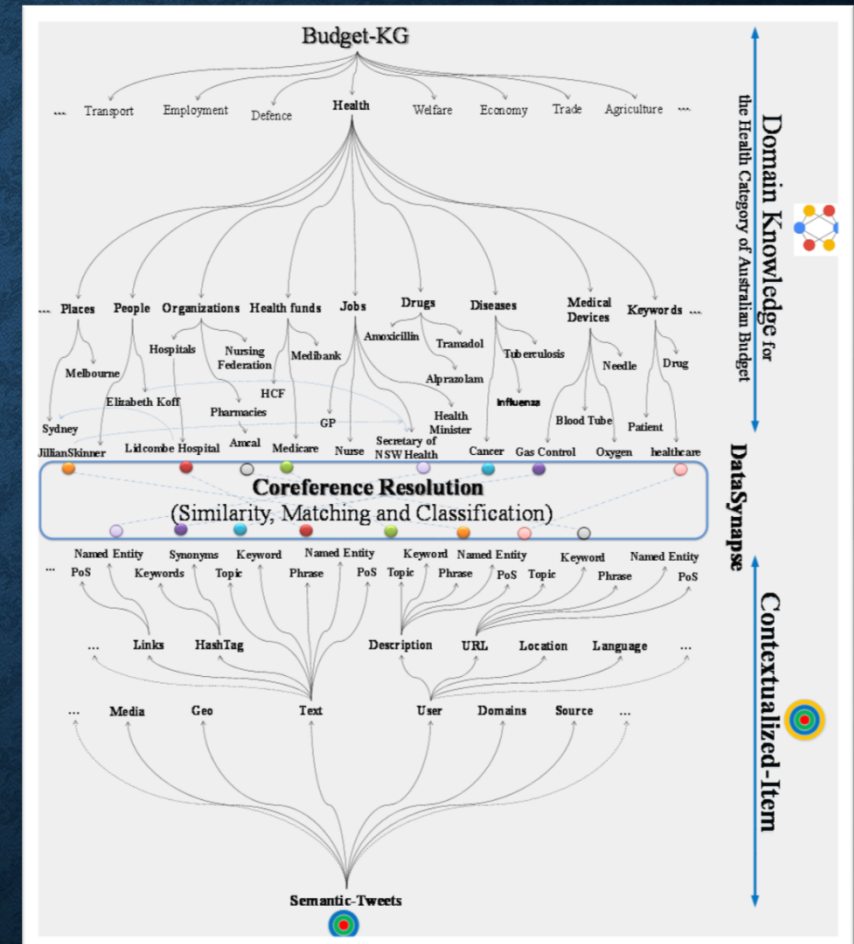 Budget-KG
... Transport Employment Defence Health Welfare Economy Trade Agriculture ...
... Places People Organizations Health funds Jobs Drugs Diseases Medical Devices Keywords ...
Hospitals Nursing Federation Medibank Amoxicillin Tramadol Tuberculosis Needle Drug
Melbourne Alprazolam
Elizabeth Koff HCF Influenza
Pharmacies GP Health Minister Blood Tube Patient
Sydney Amcal Secretary of NSW Health
JillianSkinner Lidcombe Hospital Medicare Nurse Cancer Gas Control Oxygen healthcare
Coreference Resolution
(Similarity, Matching and Classification)
Named Entity Synonyms Keyword Named Entity Keyword Named Entity Keyword Named Entity
... PoS Keywords Topic Phrase PoS Topic Phrase PoS Topic Phrase PoS
... Links HashTag Description URL Location Language ...
... Media Geo Text User Domains Source ...
Semantic-Tweets
Domain Knowledge for
the Health Category of Australian Budget
DataSynapse
Contextualized-Item